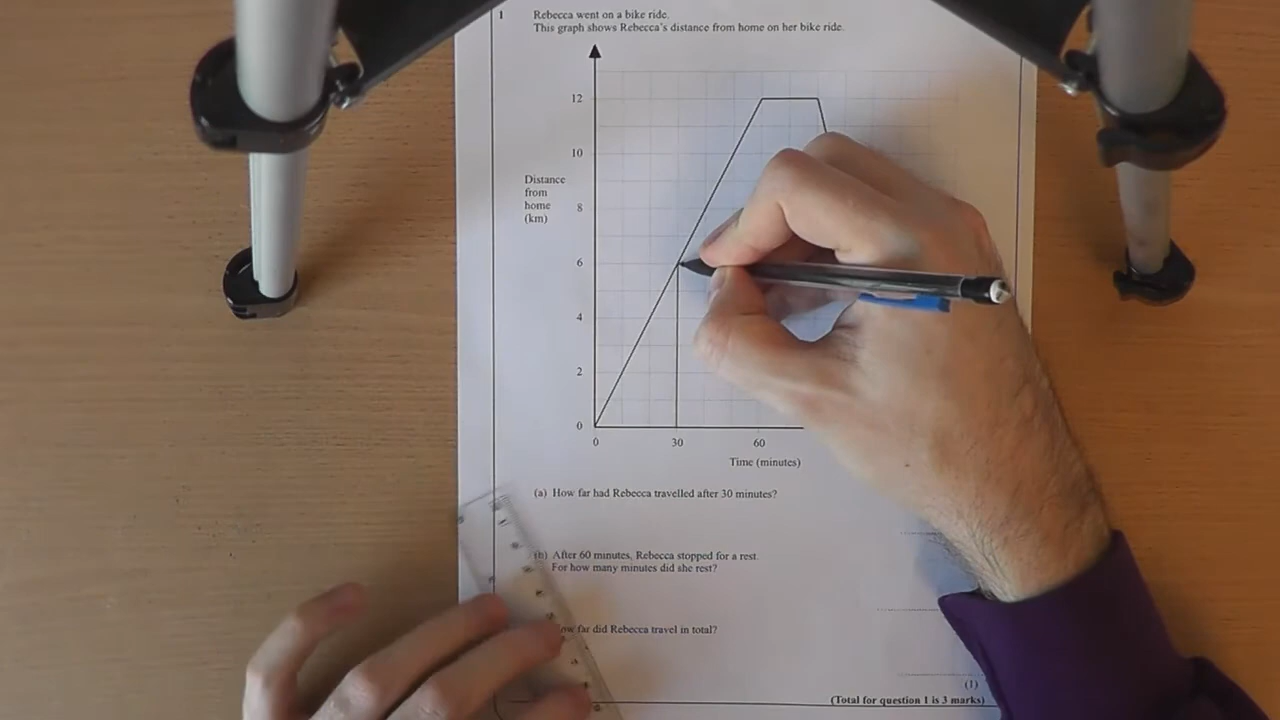 1 Rebecca went on a bike ride.
This graph shows Rebecca's distance from home on her bike ride.
12
10
Distance
from
home
(km)
8
6
4
2
0
0 30 60
Time (minutes)
(a) How far had Rebecca travelled after 30 minutes?
(b) After 60 minutes, Rebecca stopped for a rest.
For how many minutes did she rest?
far did Rebecca travel in total?
(1)
(Total for question 1 is 3 marks)